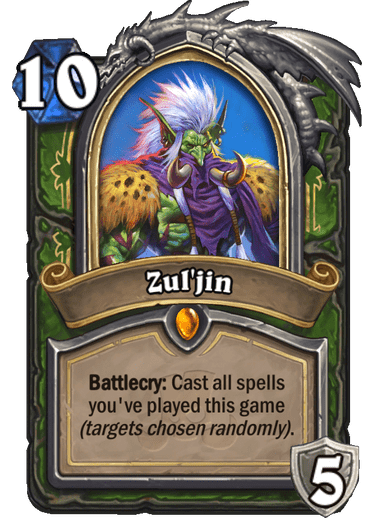 10
Zul'jin
Battlecry: Cast all spells
you've played this game
(targets chosen randomly).
5